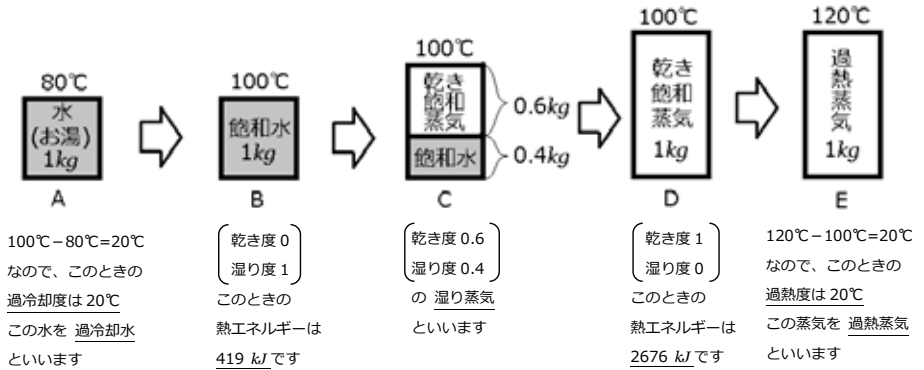 80℃
水
(お湯)
1kg
A
100℃
飽和水
1kg
B
100℃
乾き
飽和
蒸気
飽和水
0.6kg
0.4kg
C
100℃
乾き
飽和
蒸気
1kg
D
120℃
過
熱
蒸
気
1kg
E
100℃－80℃=20℃
なので、このときの
過冷却度は 20℃
この水を 過冷却水
といいます
乾き度 0
湿り度 1
このときの
熱エネルギーは
419 kJ です
乾き度 0.6
湿り度 0.4
の 湿り蒸気
といいます
乾き度 1
湿り度 0
このときの
熱エネルギーは
2676 kJ です
120℃－100℃=20℃
なので、このときの
過熱度は 20℃
この蒸気を 過熱蒸気
といいます